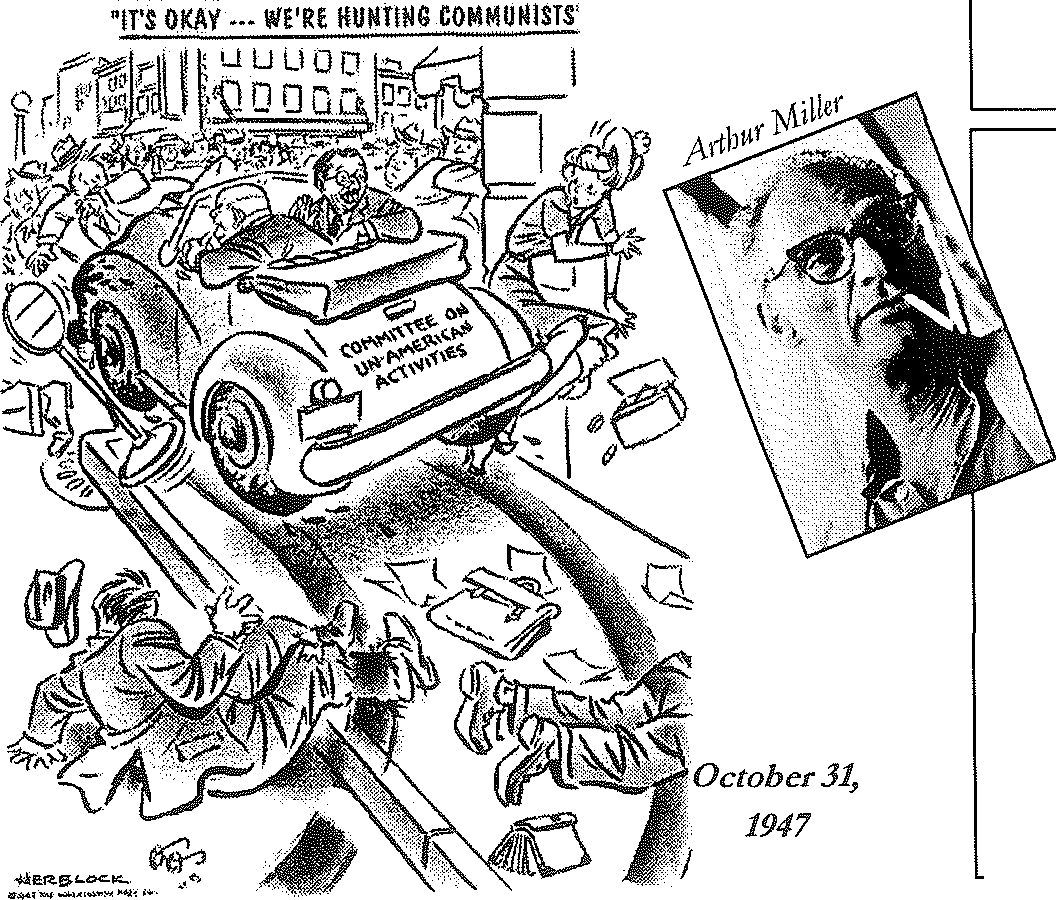 "IT'S OKAY --- WE'RE HUNTING COMMUNISTS"
Arthur Miller
COMMITTEE ON
UN-AMERICAN
ACTIVITIES
October 31,
1947
HERBLOCK